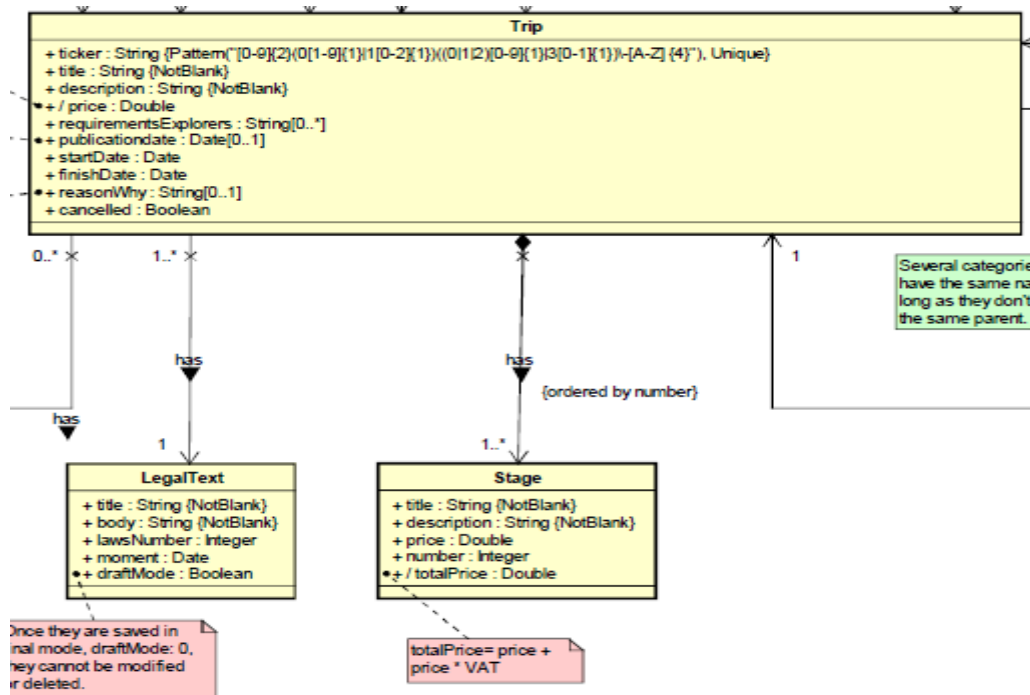 Trip
+ ticker : String {Pattern("[0-9]{2}(0[1-9]{1}|1[0-2]{1})((0|1|2)[0-9]{1}|3[0-1]{1})\-[A-Z] {4}"), Unique}
+ title : String {NotBlank}
+ description : String {NotBlank}
+ / price : Double
+ requirementsExplorers : String[0..*]
+ publicationdate : Date[0..1]
+ startDate : Date
+ finishDate : Date
+ reasonWhy : String[0..1]
+ cancelled : Boolean
0..*
1..*
1
Several categorie
have the same na
long as they don't
the same parent.
has
has
{ordered by number}
has
1
1..*
LegalText
+ title : String {NotBlank}
+ body : String {NotBlank}
+ lawsNumber : Integer
+ moment : Date
+ draftMode : Boolean
Stage
+ title : String {NotBlank}
+ description : String {NotBlank}
+ price : Double
+ number : Integer
+ / totalPrice : Double
Once they are saved in
inal mode, draftMode: 0,
hey cannot be modified
or deleted.
totalPrice= price +
price * VAT